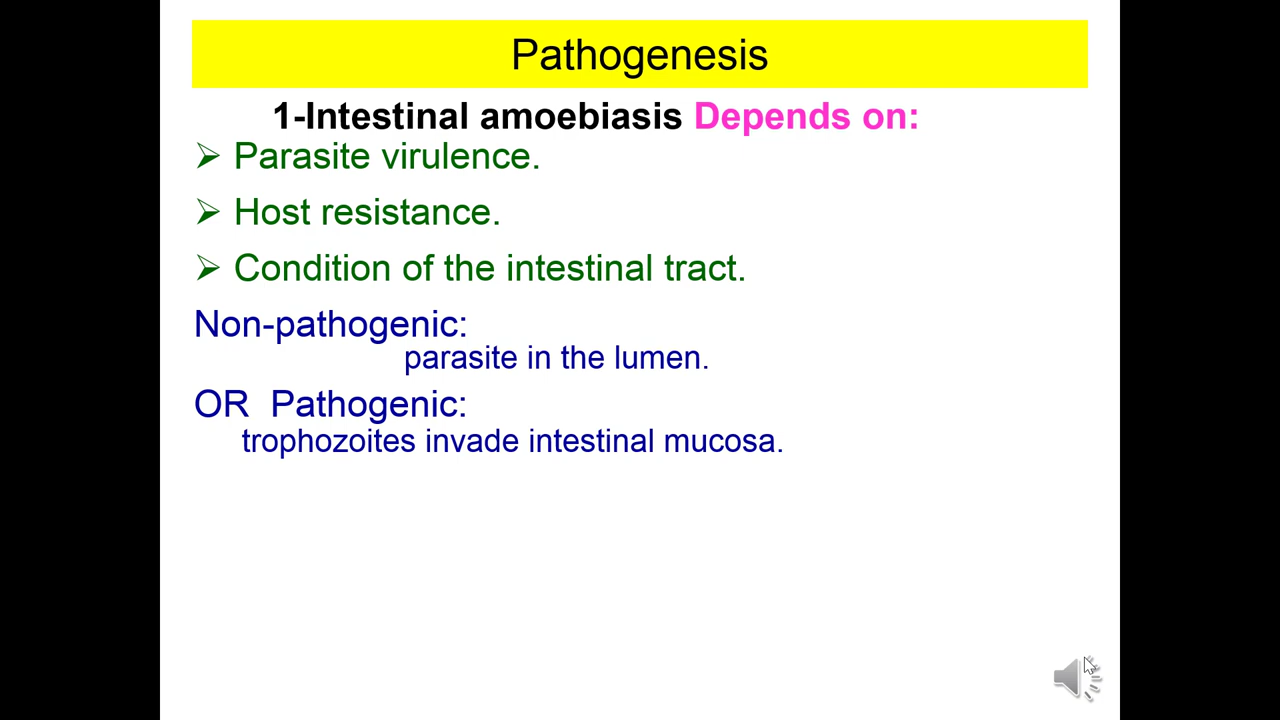 Pathogenesis
1-Intestinal amoebiasis Depends on:
➢ Parasite virulence.
➢ Host resistance.
➢ Condition of the intestinal tract.
Non-pathogenic:
parasite in the lumen.
OR Pathogenic:
trophozoites invade intestinal mucosa.